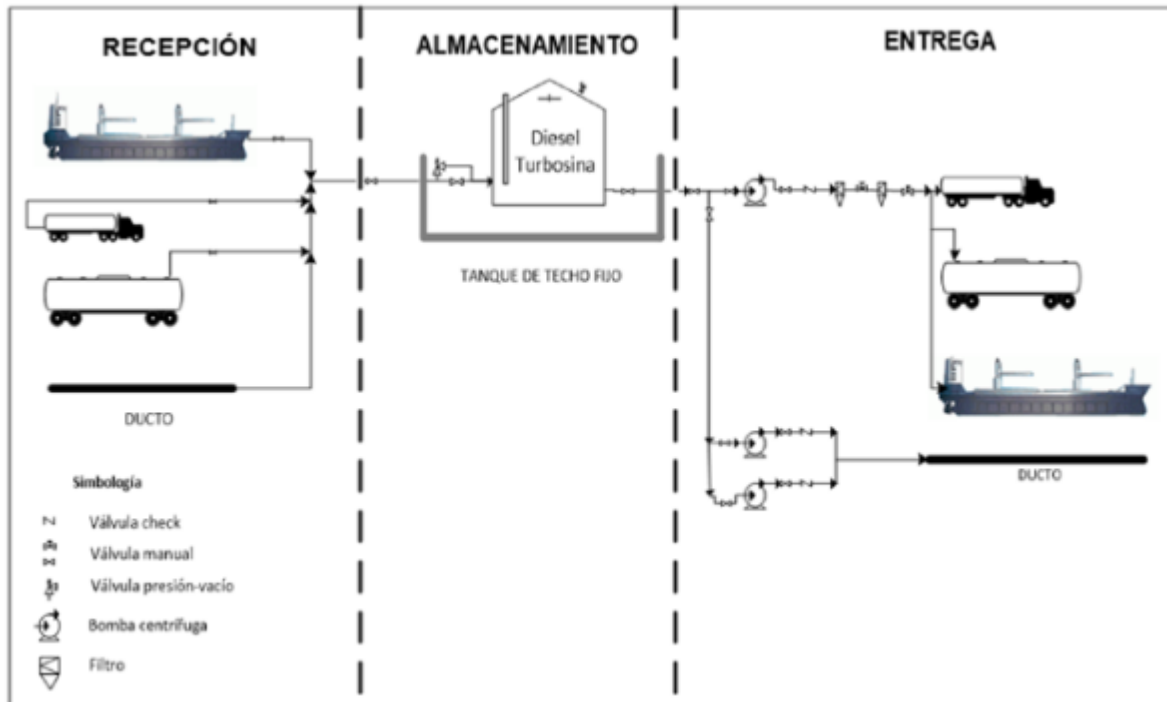 RECEPCIÓN
ALMACENAMIENTO
ENTREGA
Diesel
Turbosina
TANQUE DE TECHO FIJO
DUCTO
DUCTO
Simbología
Válvula check
Válvula manual
Válvula presión-vacío
Bomba centrífuga
Filtro